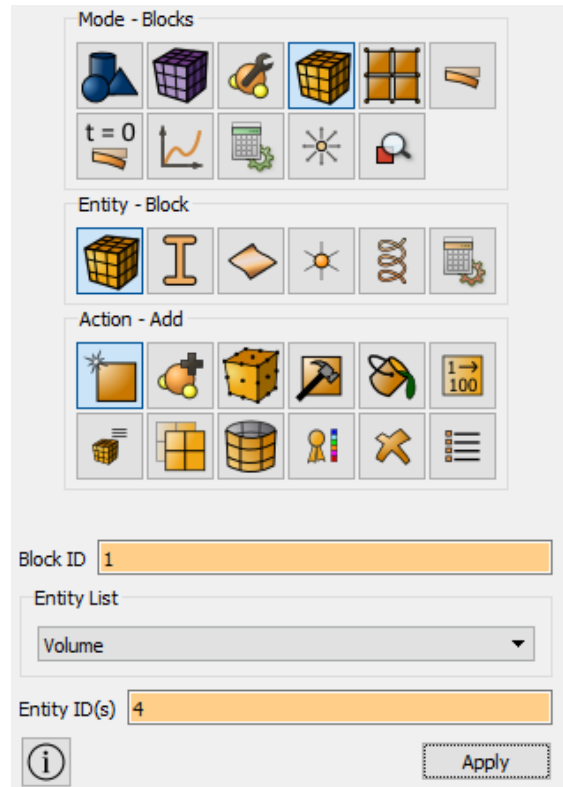 Mode - Blocks
t = 0
Entity - Block
Action - Add
1→
100
Block ID 1
Entity List
Volume
Entity ID(s) 4
i
Apply